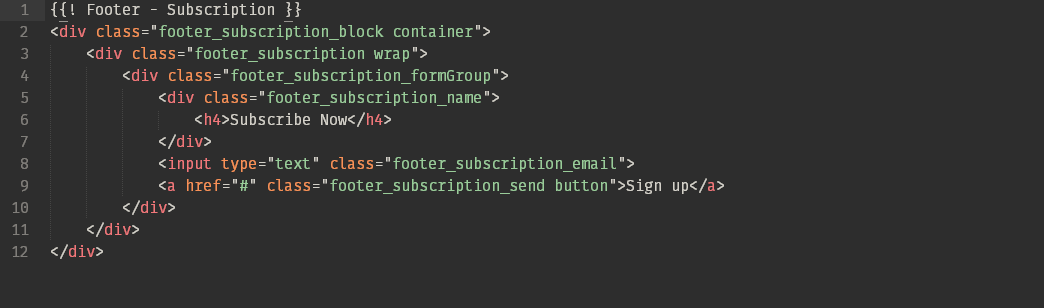 1 {{! Footer - Subscription }}
2 <div class="footer_subscription_block container">
3     <div class="footer_subscription wrap">
4         <div class="footer_subscription_formGroup">
5             <div class="footer_subscription_name">
6                 <h4>Subscribe Now</h4>
7             </div>
8             <input type="text" class="footer_subscription_email">
9             <a href="#" class="footer_subscription_send button">Sign up</a>
10         </div>
11     </div>
12 </div>